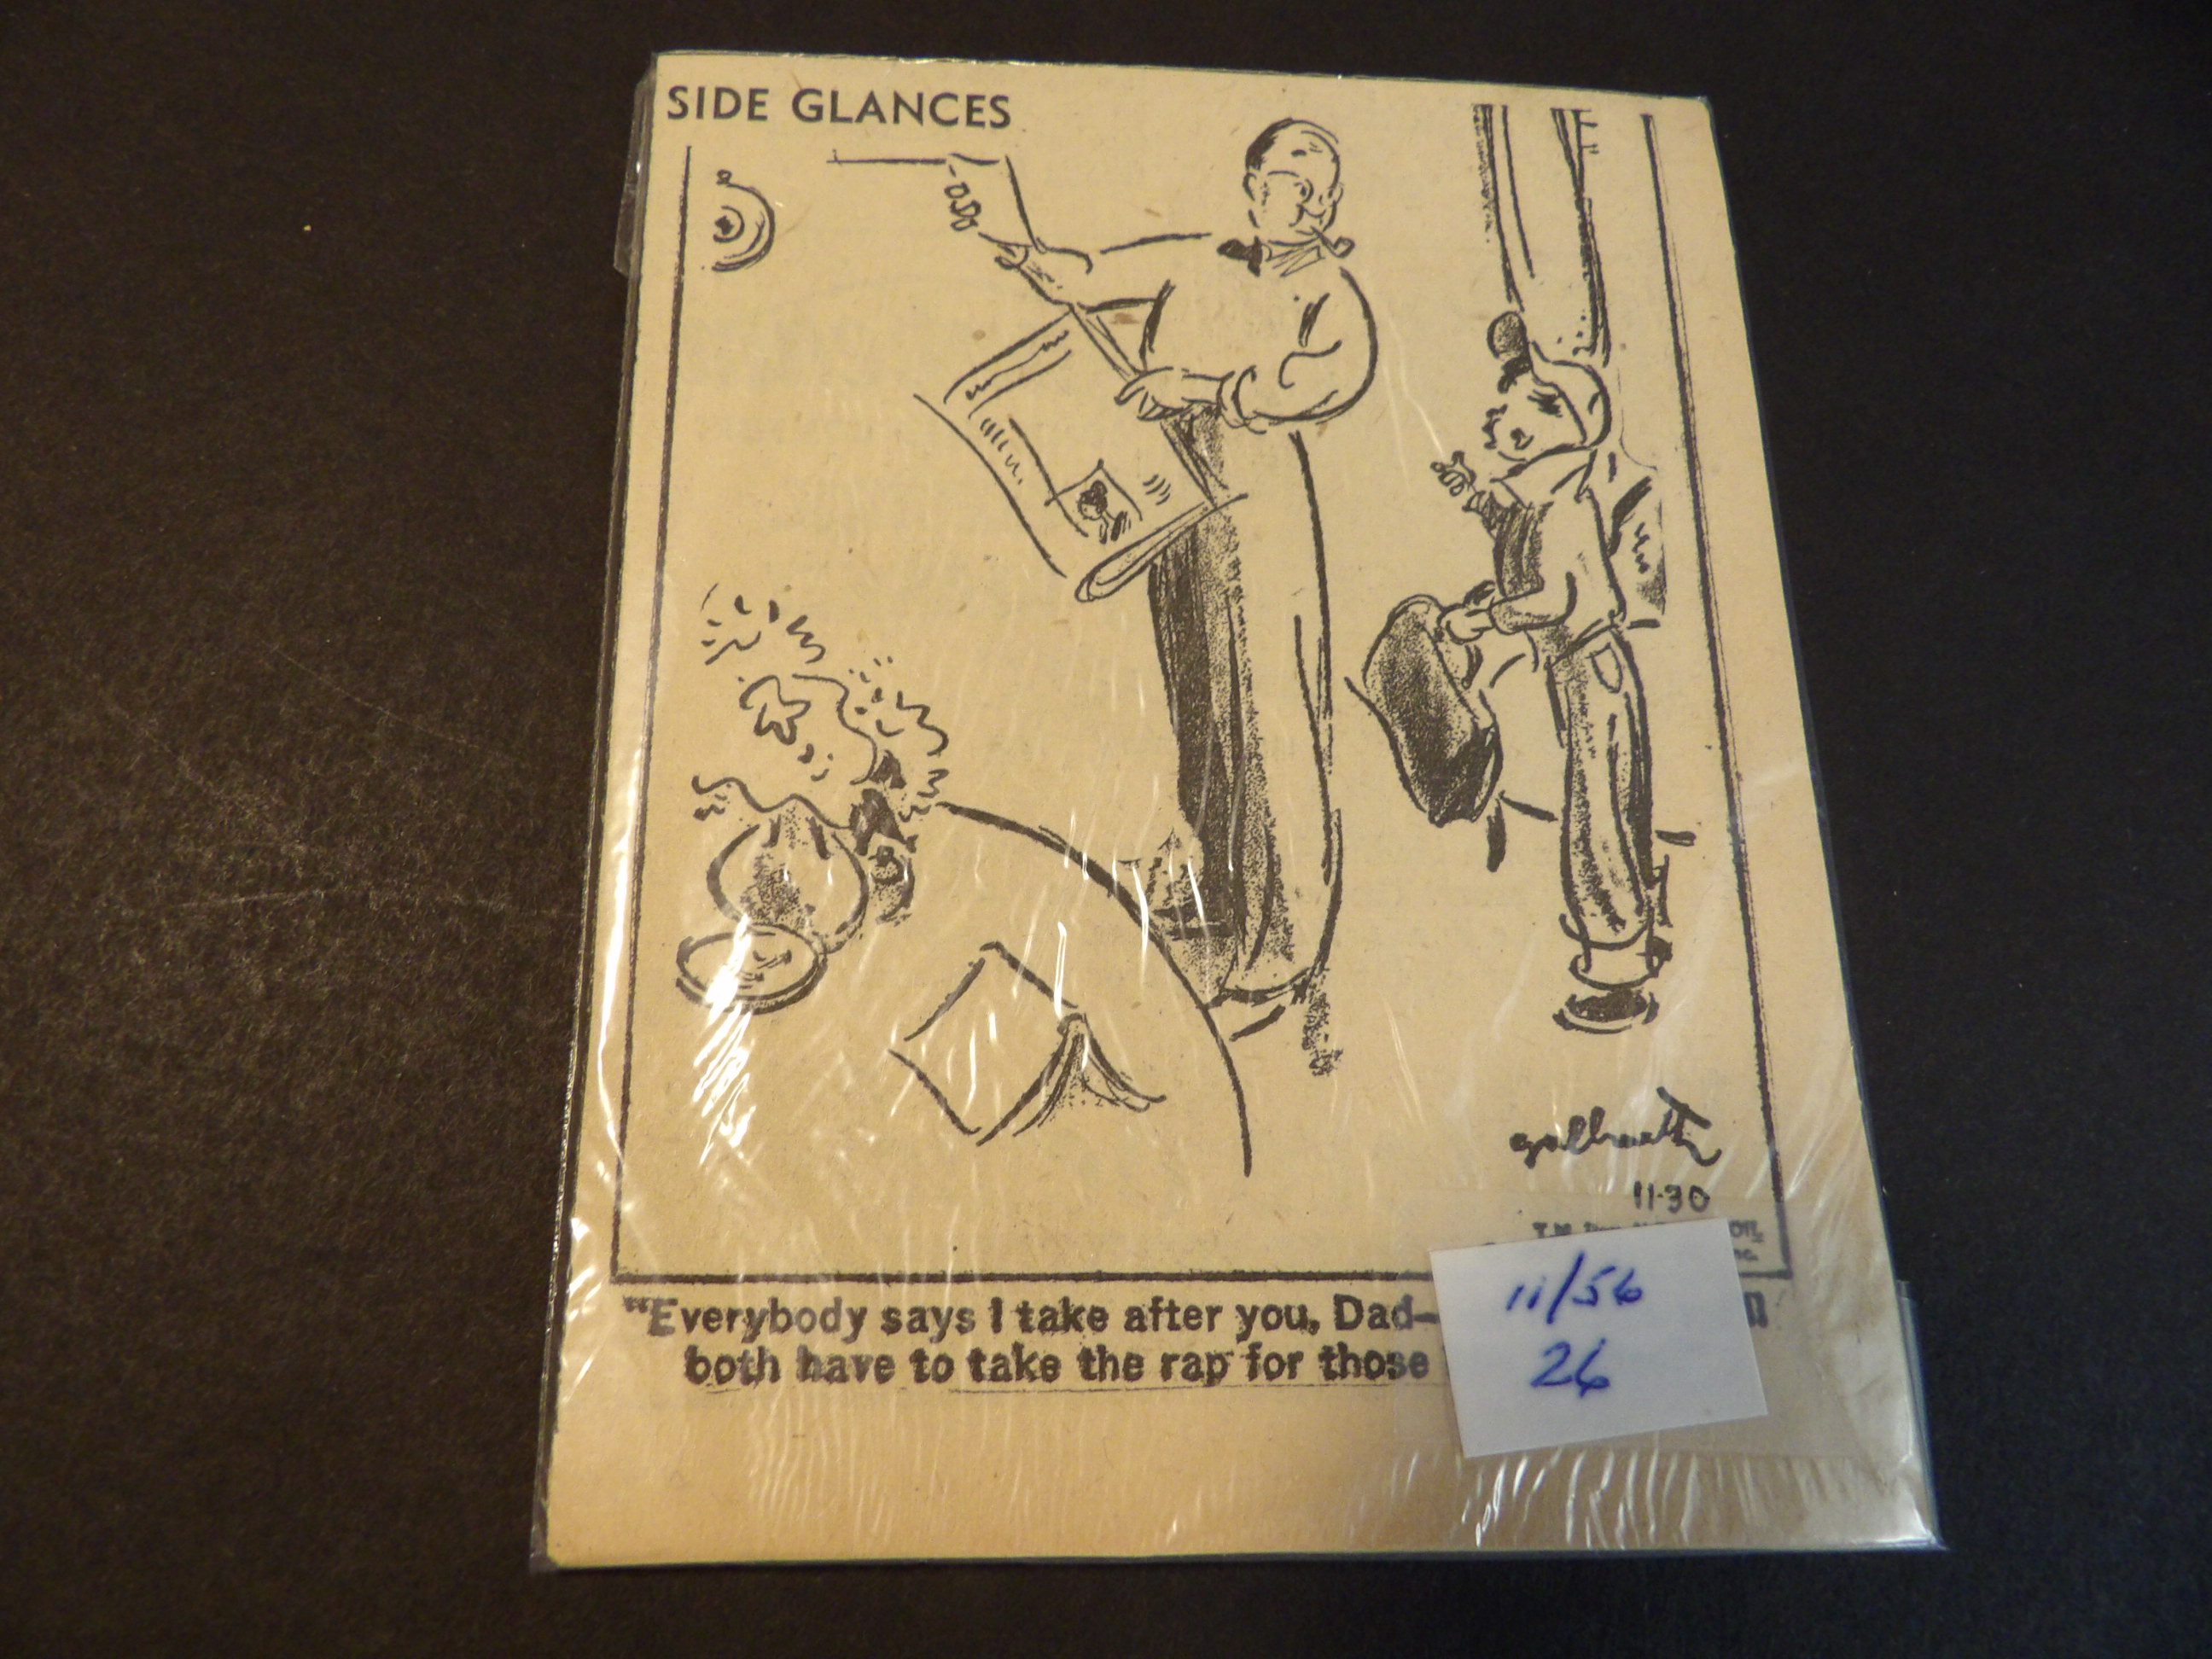 SIDE GLANCES
galbraith
11-30
T.M.
"Everybody says I take after you, Dad—
both have to take the rap for those
11/56
26